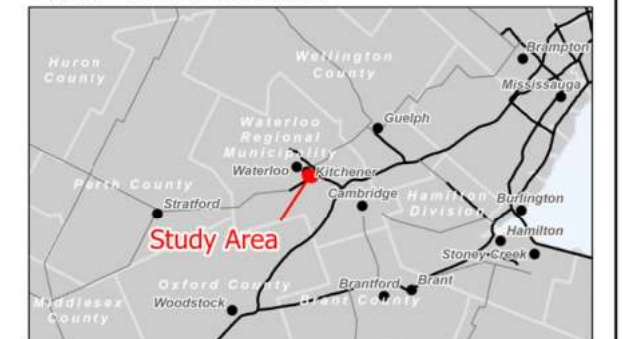 Brampton
Wellington
County
Huron
County
Mississauga
Guelph
Waterloo
Regional
Municipality
Waterloo
Kitchener
Perth County
Cambridge
Hamilton
Division
Burlington
Stratford
Hamilton
Study Area
Stoney Creek
Oxford County
Brantford
Brant
Middlesex
County
Woodstock
Brant County